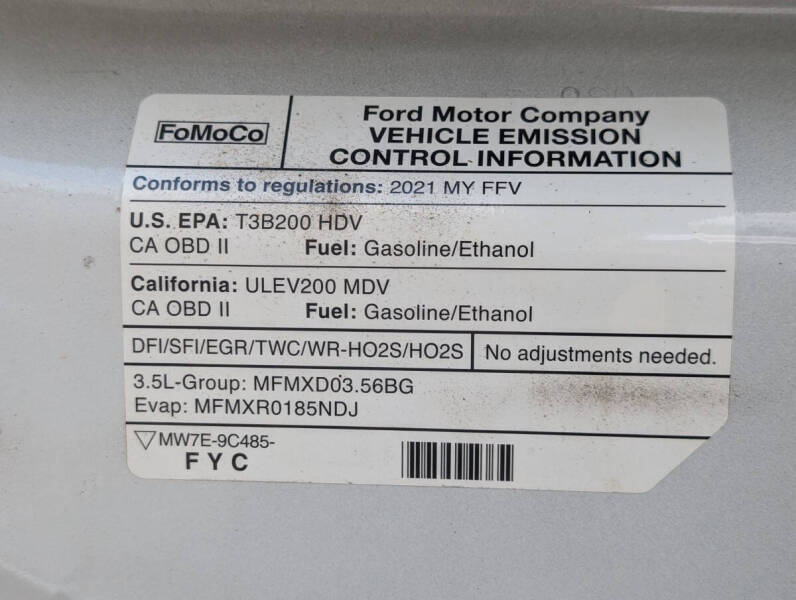 FoMoCo
Ford Motor Company
VEHICLE EMISSION
CONTROL INFORMATION
Conforms to regulations: 2021 MY FFV
U.S. EPA: T3B200 HDV
CA OBD II Fuel: Gasoline/Ethanol
California: ULEV200 MDV
CA OBD II Fuel: Gasoline/Ethanol
DFI/SFI/EGR/TWC/WR-HO2S/HO2S No adjustments needed.
3.5L-Group: MFMXD03.56BG
Evap: MFMXR0185NDJ
MW7E-9C485-
F Y C